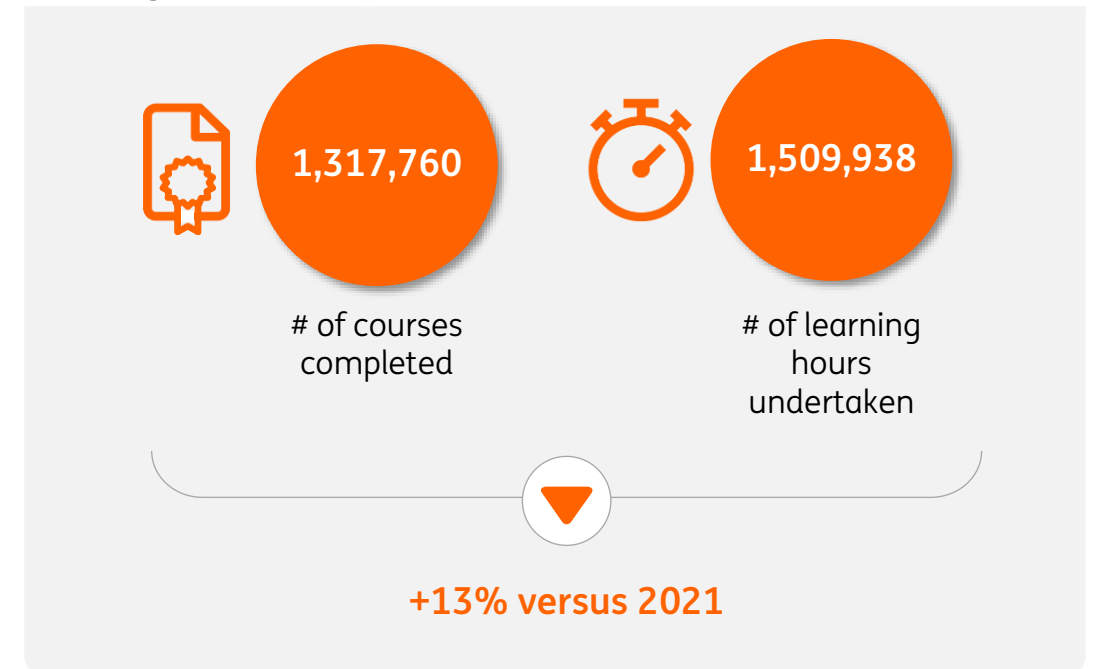 1,317,760
# of courses
completed
1,509,938
# of learning
hours
undertaken
+13% versus 2021